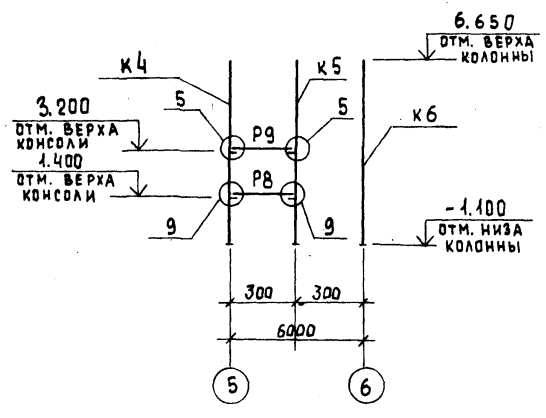 6.650
ОТМ. ВЕРХА
КОЛОННЫ
К4
К5
3.200
ОТМ. ВЕРХА
КОНСОЛИ
5
Р9
5
К6
1.400
ОТМ. ВЕРХА
КОНСОЛИ
Р8
9
9
-1.100
ОТМ. НИЗА
КОЛОННЫ
300
300
6000
5
6